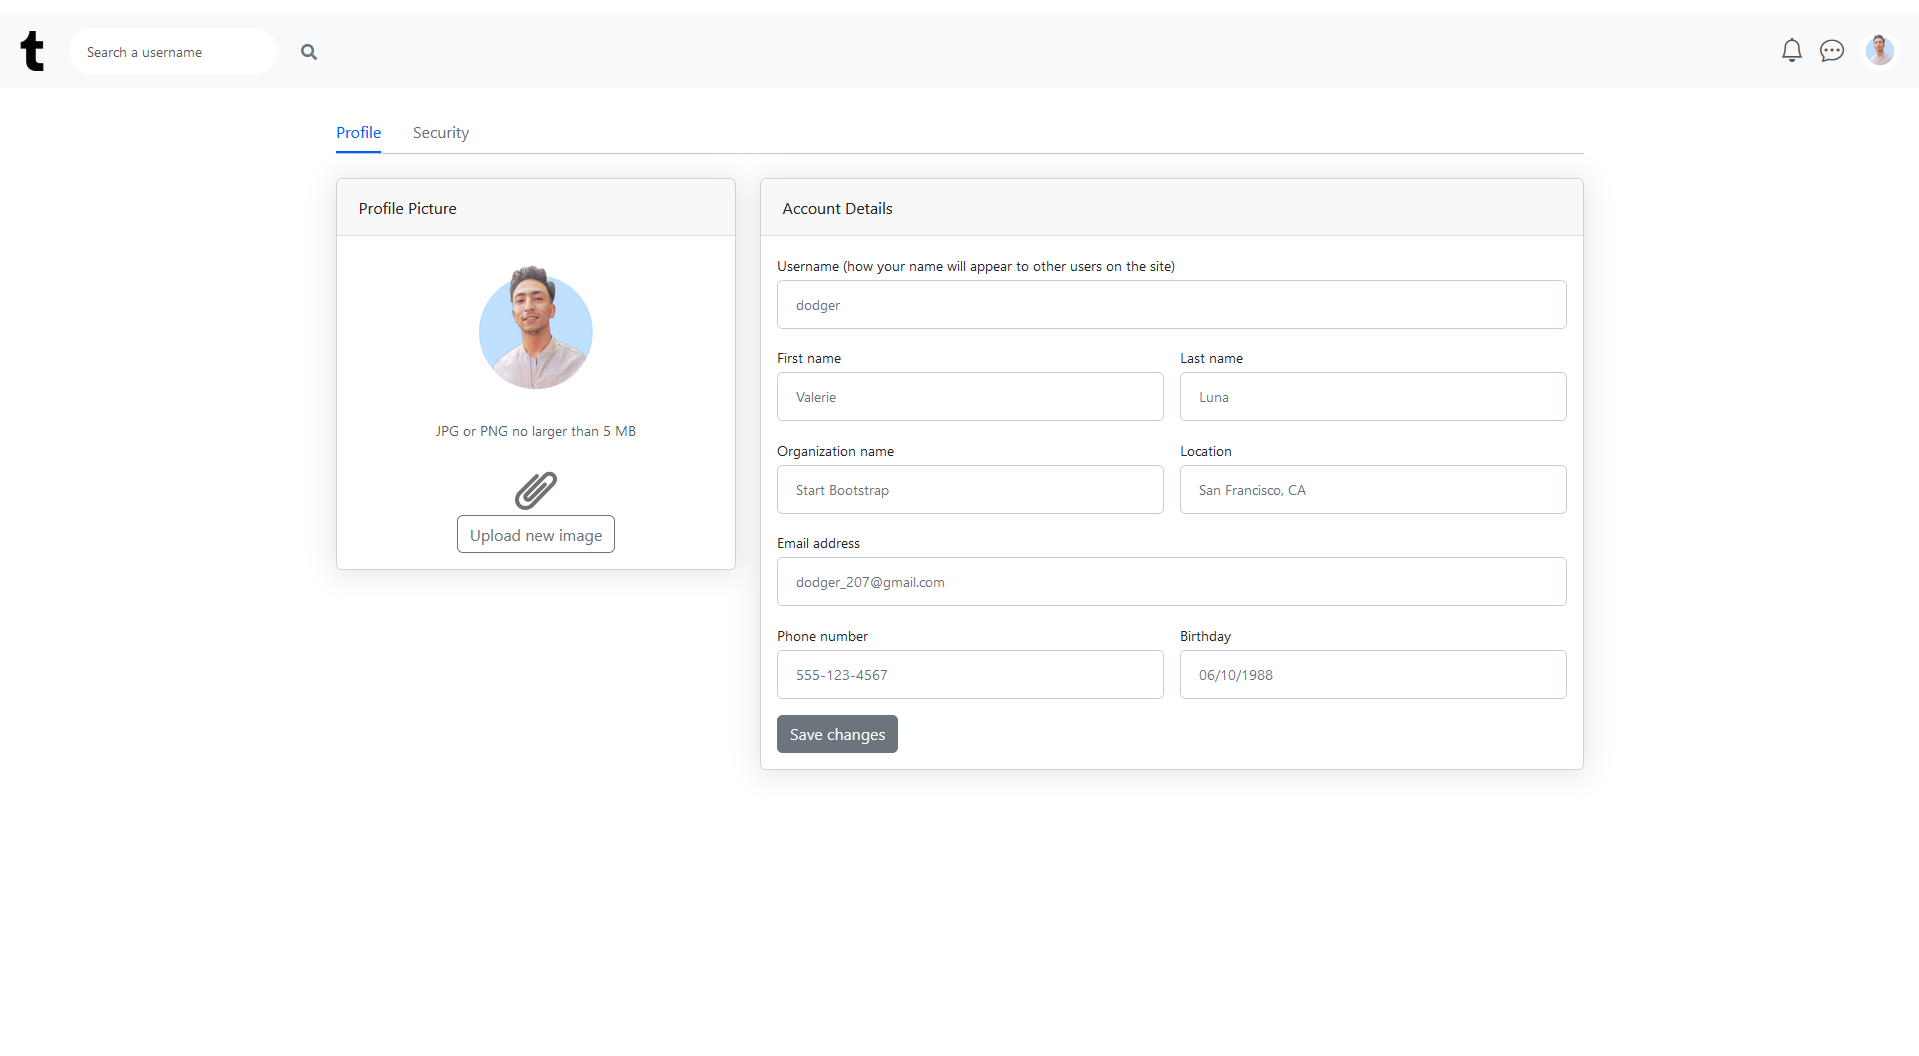 t
Search a username
Profile
Security
Profile Picture
JPG or PNG no larger than 5 MB
Upload new image
Account Details
Username (how your name will appear to other users on the site)
dodger
First name
Last name
Valerie
Luna
Organization name
Location
Start Bootstrap
San Francisco, CA
Email address
dodger_207@gmail.com
Phone number
Birthday
555-123-4567
06/10/1988
Save changes